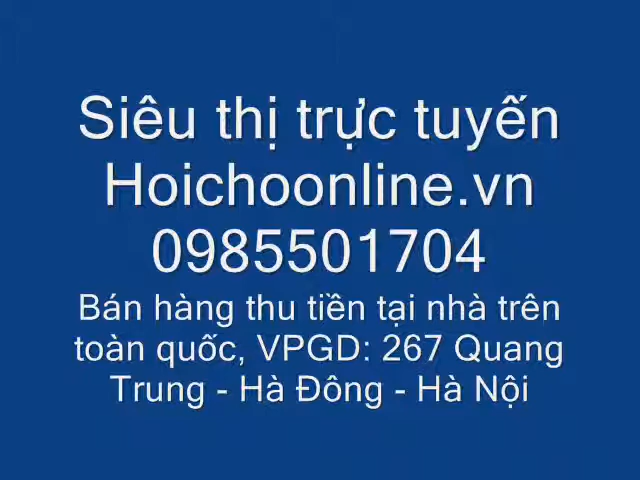 Siêu thị trực tuyến
Hoichoonline.vn
0985501704
Bán hàng thu tiền tại nhà trên
toàn quốc, VPGD: 267 Quang
Trung - Hà Đông - Hà Nội